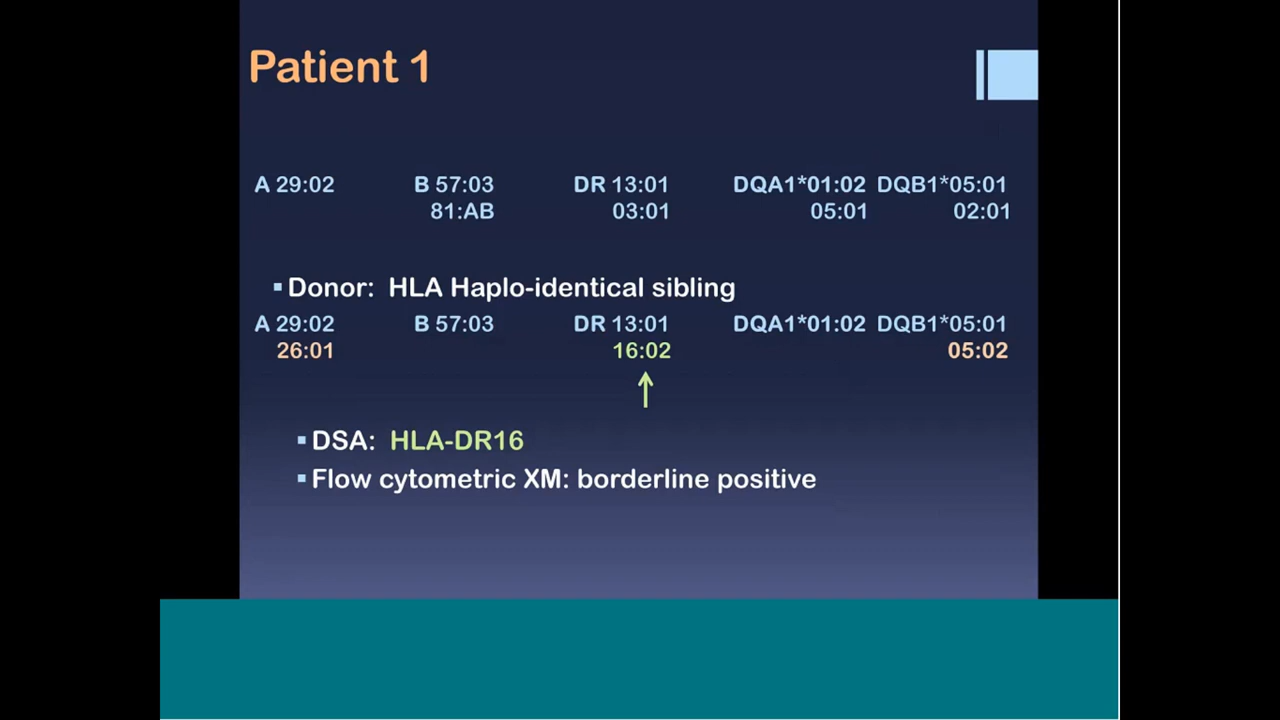 Patient 1
A 29:02 B 57:03 DR 13:01 DQA1*01:02 DQB1*05:01
81:AB 03:01 05:01 02:01
▪ Donor: HLA Haplo-identical sibling
A 29:02 B 57:03 DR 13:01 DQA1*01:02 DQB1*05:01
26:01 16:02 05:02
▪ DSA: HLA-DR16
▪ Flow cytometric XM: borderline positive